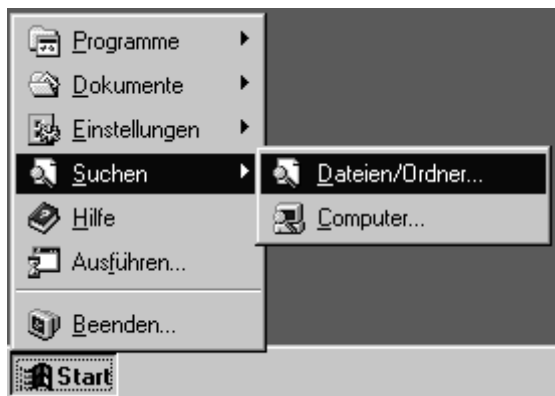 Programme
Dokumente
Einstellungen
Suchen
Dateien/Ordner...
Hilfe
Computer...
Ausführen...
Beenden...
Start